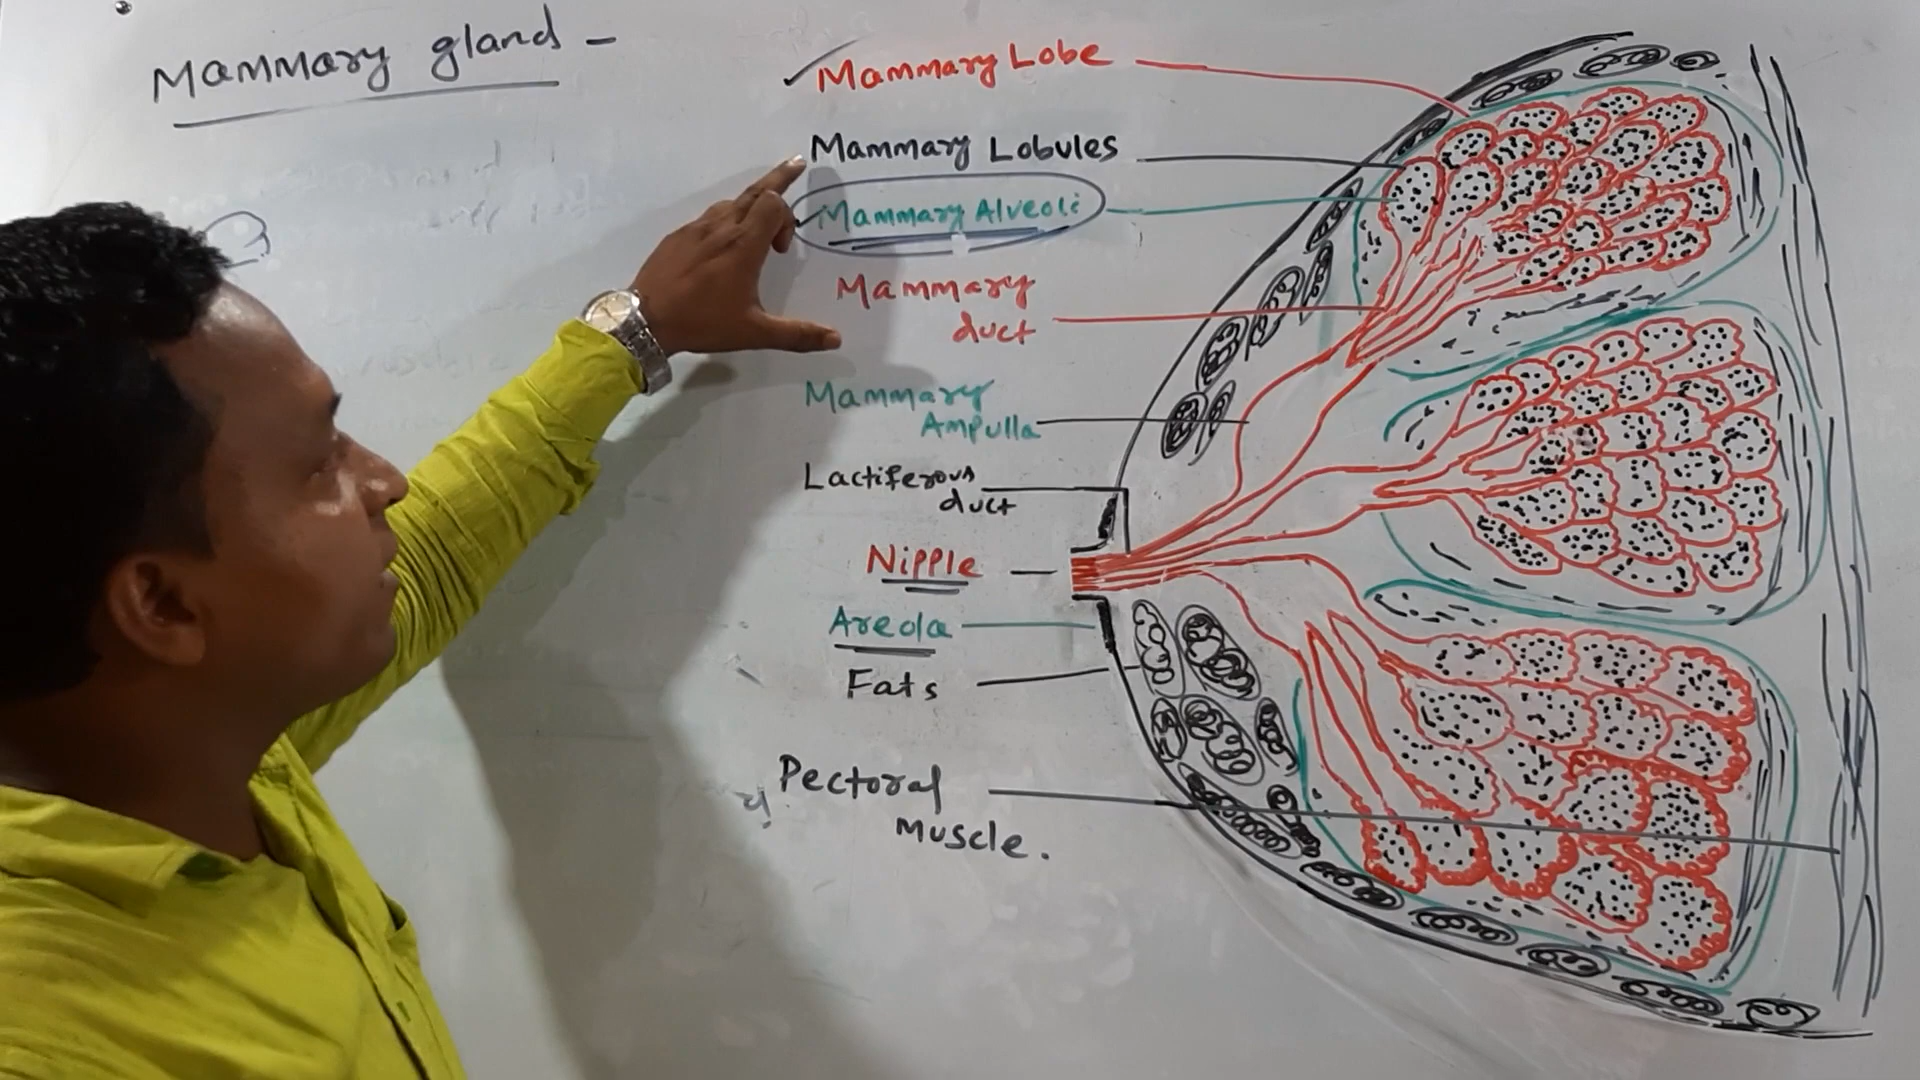 Mammary gland -
Mammary Lobe
Mammary Lobules
Mammary Alveoli
Mammary
duct
Mammary
Ampulla
Lactiferous
duct
Nipple
Areola
Fats
Pectoral
Muscle.